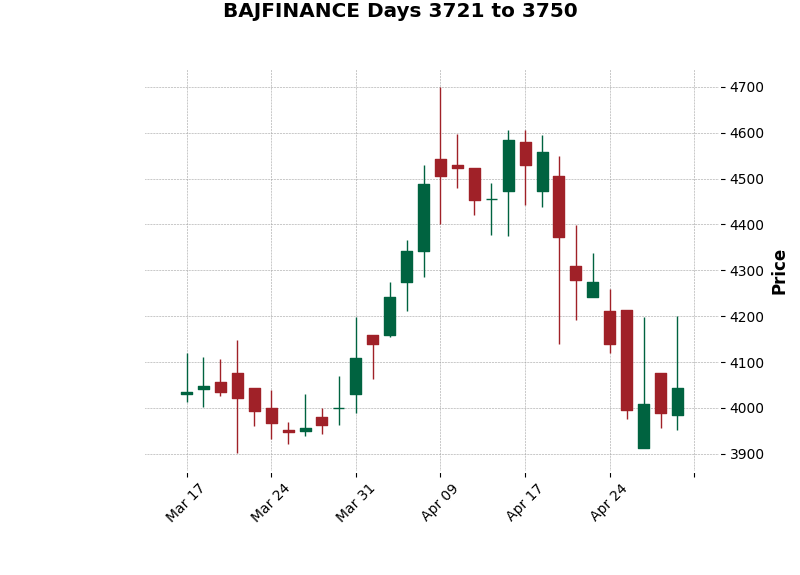 BAJFINANCE Days 3721 to 3750
4700
4600
4500
4400
4300
4200
4100
4000
3900
Price
Mar 17
Mar 24
Mar 31
Apr 09
Apr 17
Apr 24